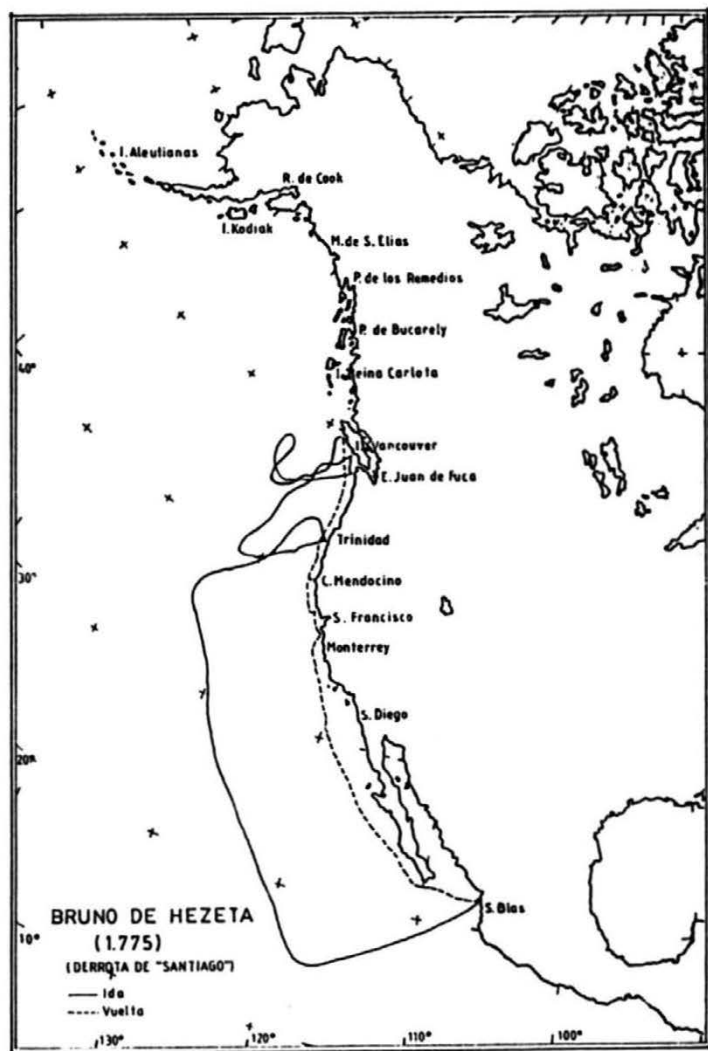 I. Aleutianas
R. de Cook
I. Kodiak
M. de S. Elias
P. de los Remedios
P. de Bucarely
40°
I. Reina Carlota
I. Vancouver
E. Juan de Fuca
Trinidad
30°
C. Mendocino
S. Francisco
Monterrey
S. Diego
20°
S. Blas
BRUNO DE HEZETA
(1.775)
10°
(DERROTA DE "SANTIAGO")
Ida
Vuelta
130° 120° 110° 100°